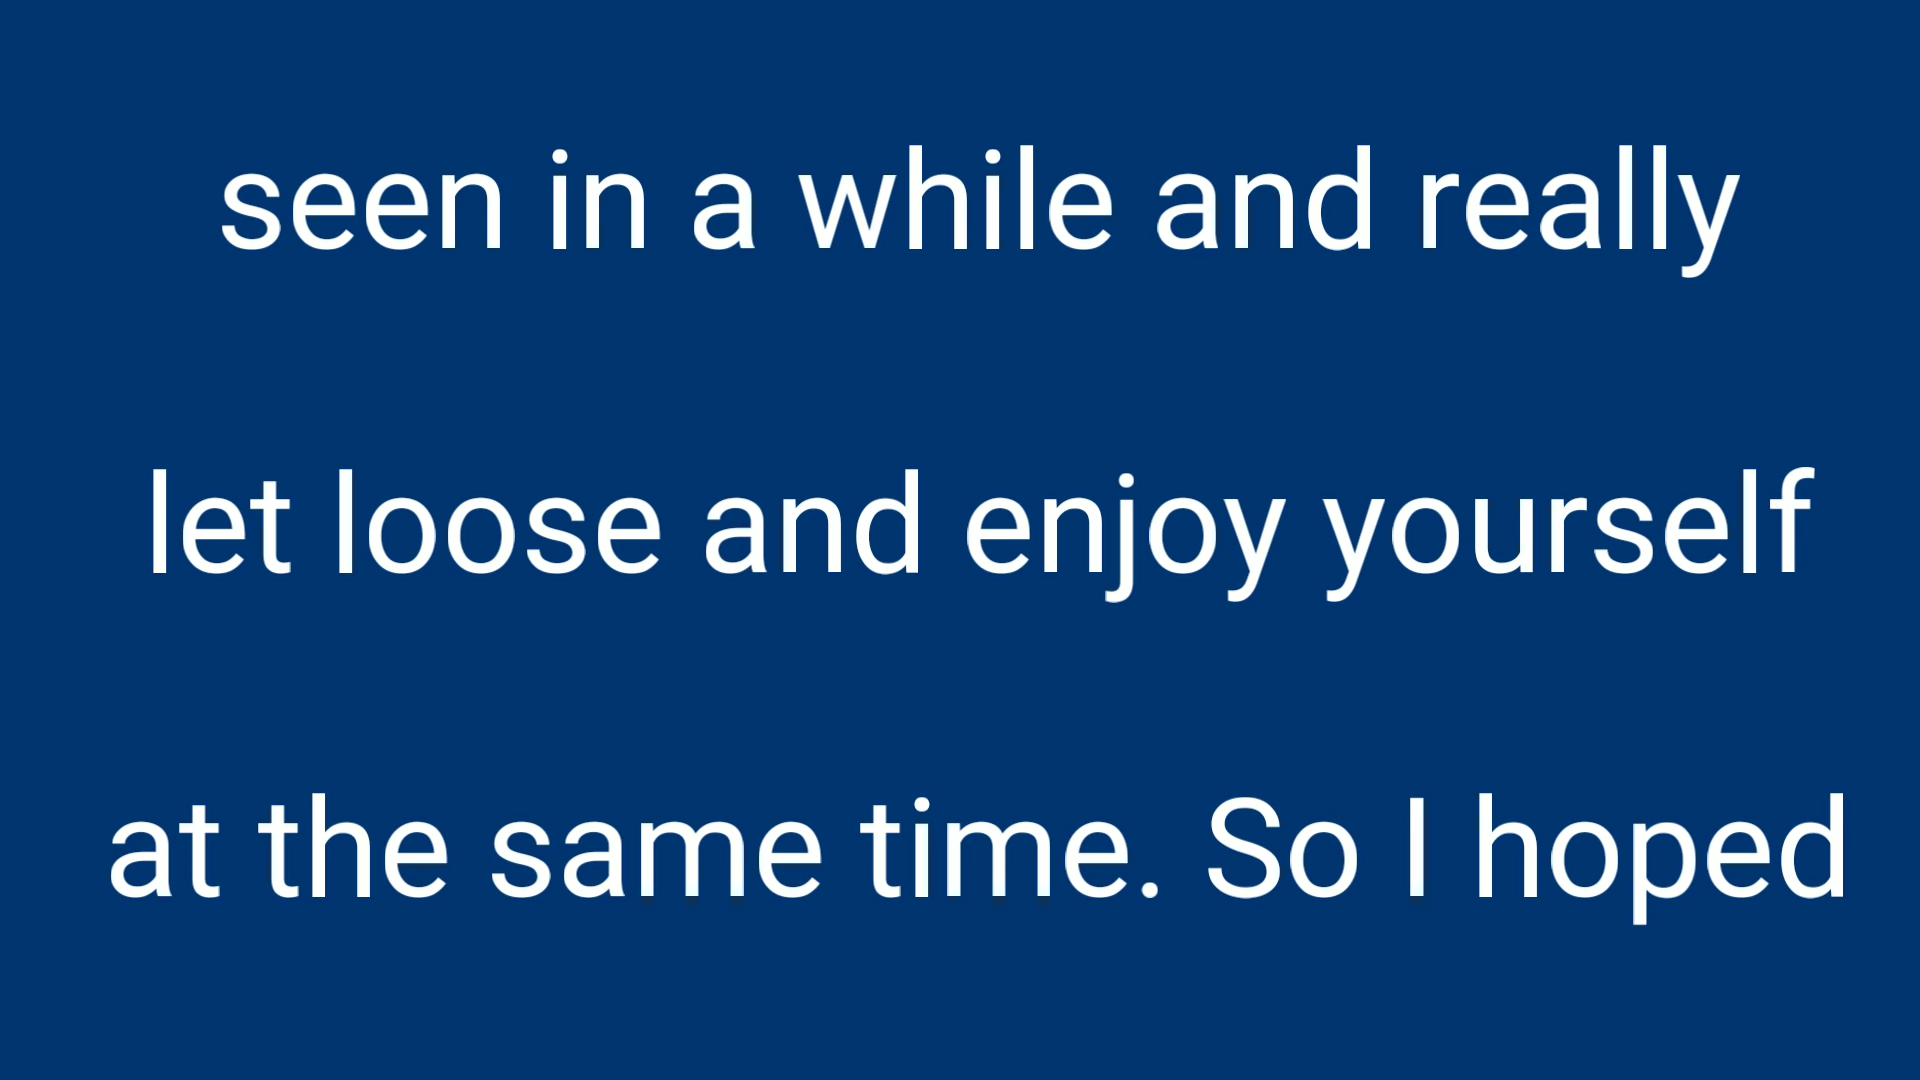 seen in a while and really
let loose and enjoy yourself
at the same time. So I hoped